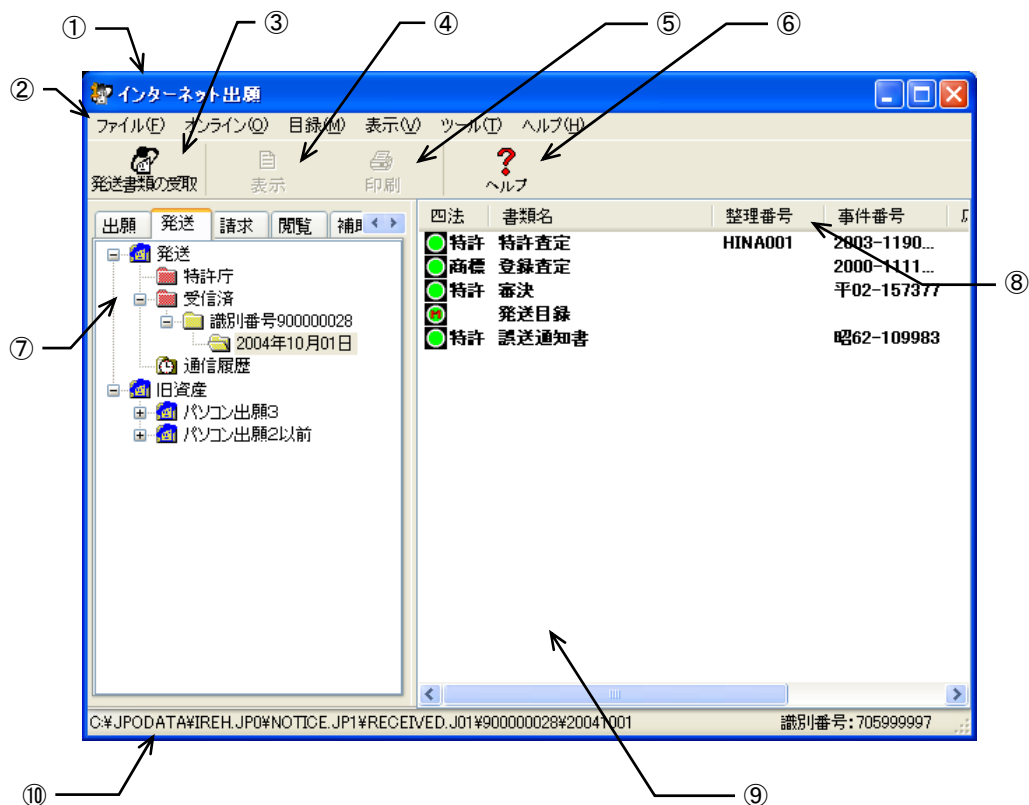 ① ③ ④ ⑤ ⑥
②
インターネット出願
ファイル(F) オンライン(O) 目録(M) 表示(V) ツール(T) ヘルプ(H)
発送書類の受取 表示 印刷 ヘルプ
出願 発送 請求 閲覧
発送
特許庁
受信済
識別番号900000028
2004年10月01日
通信履歴
旧資産
パソコン出願3
パソコン出願2以前
⑦
四法 書類名 整理番号 事件番号
特許 特許査定 HINA001 2003-1190...
商標 登録査定 2000-1111...
特許 審決 平02-157377
発送目録
特許 誤送通知書 昭62-109983
⑧
C:¥JPODATA¥IREH.JP0¥NOTICE.JP1¥RECEIVED.J01¥900000028¥20041001 識別番号:705999997
⑩ ⑨